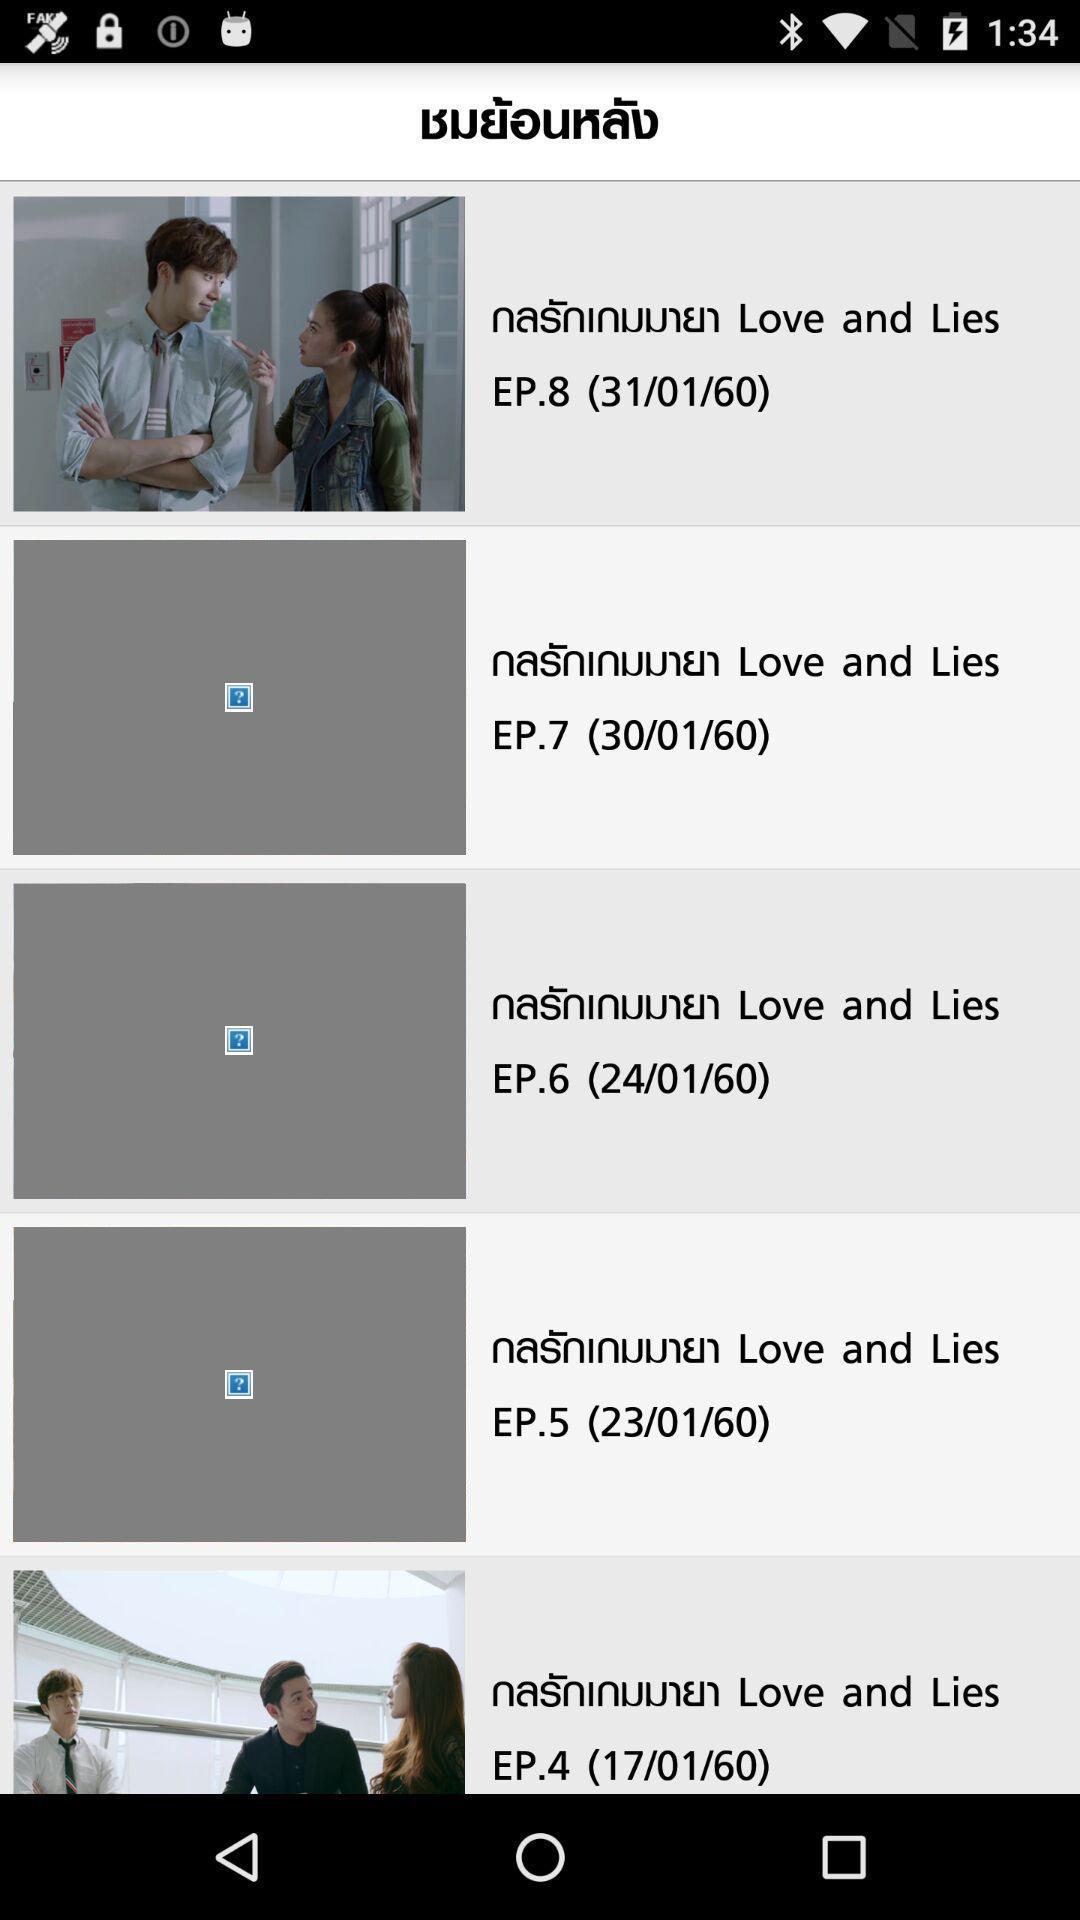 FAKE
1:34
ชมย้อนหลัง
กลรักเกมมายา Love and Lies
EP.8 (31/01/60)
กลรักเกมมายา Love and Lies
EP.7 (30/01/60)
กลรักเกมมายา Love and Lies
EP.6 (24/01/60)
กลรักเกมมายา Love and Lies
EP.5 (23/01/60)
กลรักเกมมายา Love and Lies
EP.4 (17/01/60)